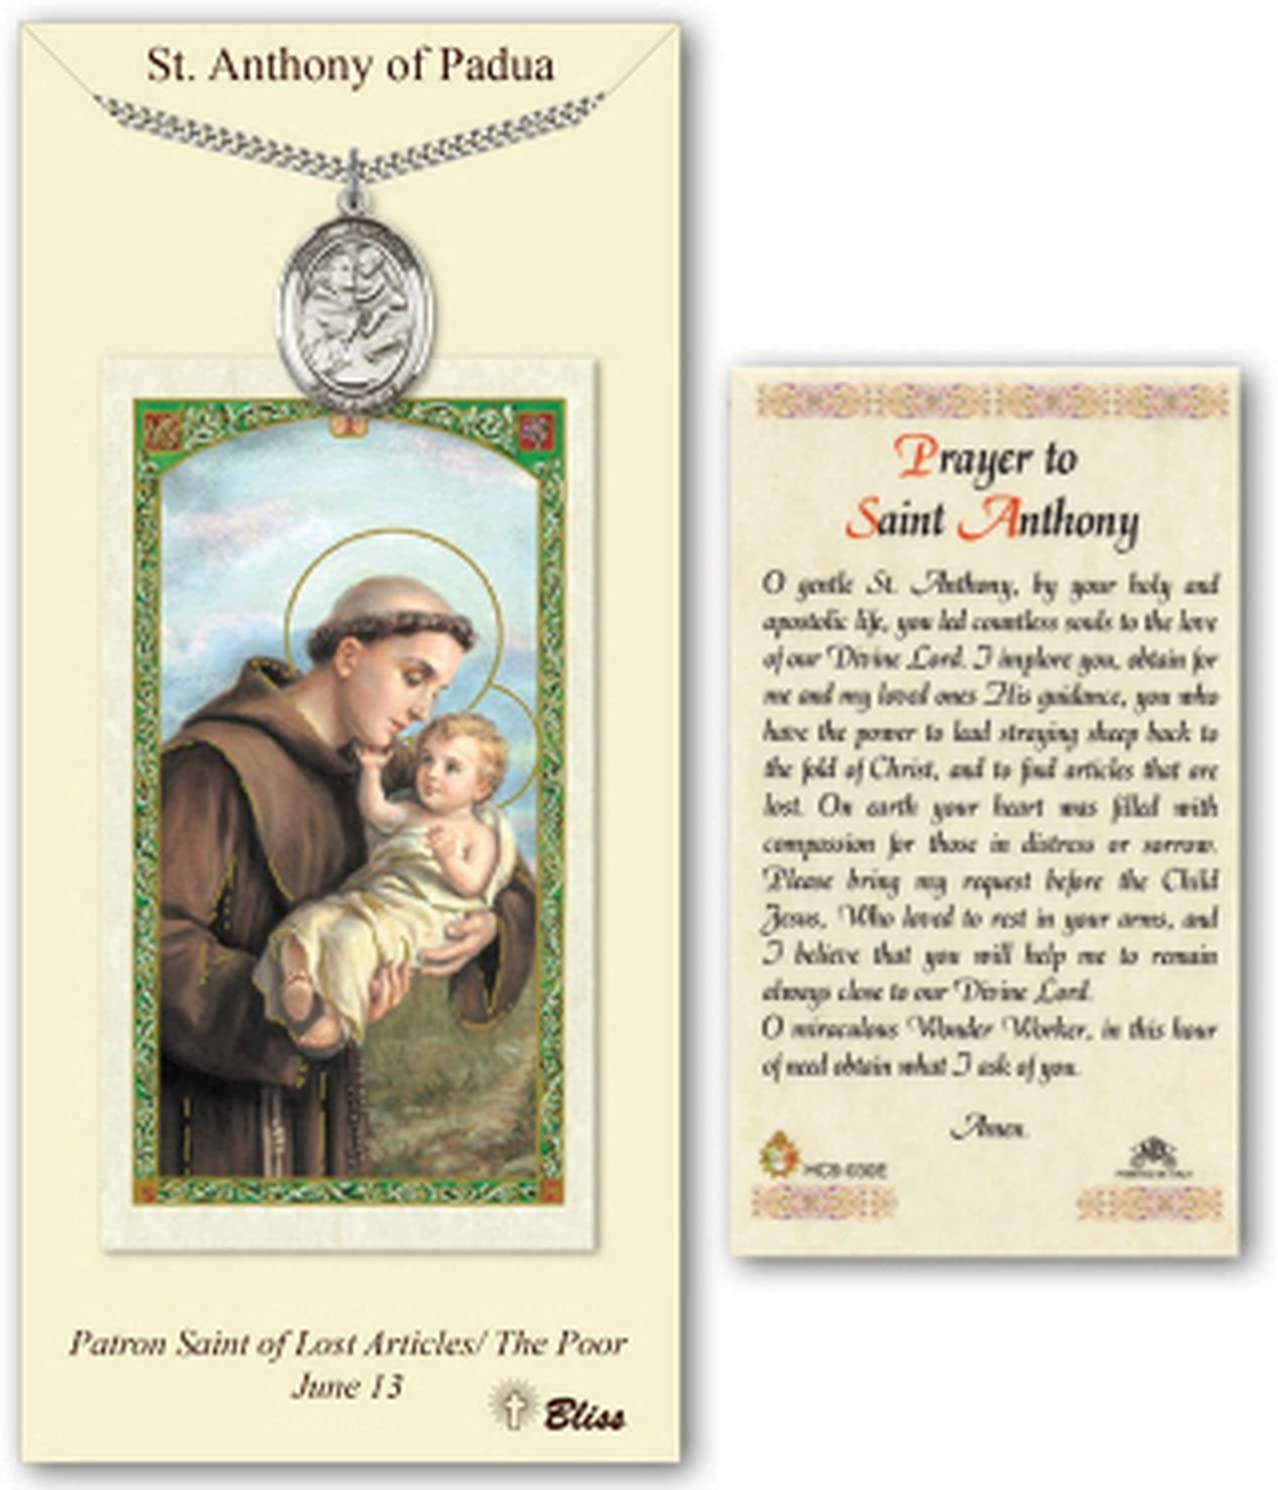 St. Anthony of Padua
Patron Saint of Lost Articles/ The Poor
June 13
Bliss
Prayer to
Saint Anthony
O gentle St. Anthony, by your holy and
apostolic life, you led countless souls to the love
of our Divine Lord. I implore you, obtain for
me and my loved ones His guidance, you who
have the power to lead straying sheep back to
the fold of Christ, and to find articles that are
lost. On earth your heart was filled with
compassion for those in distress or sorrow.
Please bring my request before the Child
Jesus, Who loved to rest in your arms, and
I believe that you will help me to remain
always close to our Divine Lord.
O miraculous Wonder Worker, in this hour
of need obtain what I ask of you.
Amen.